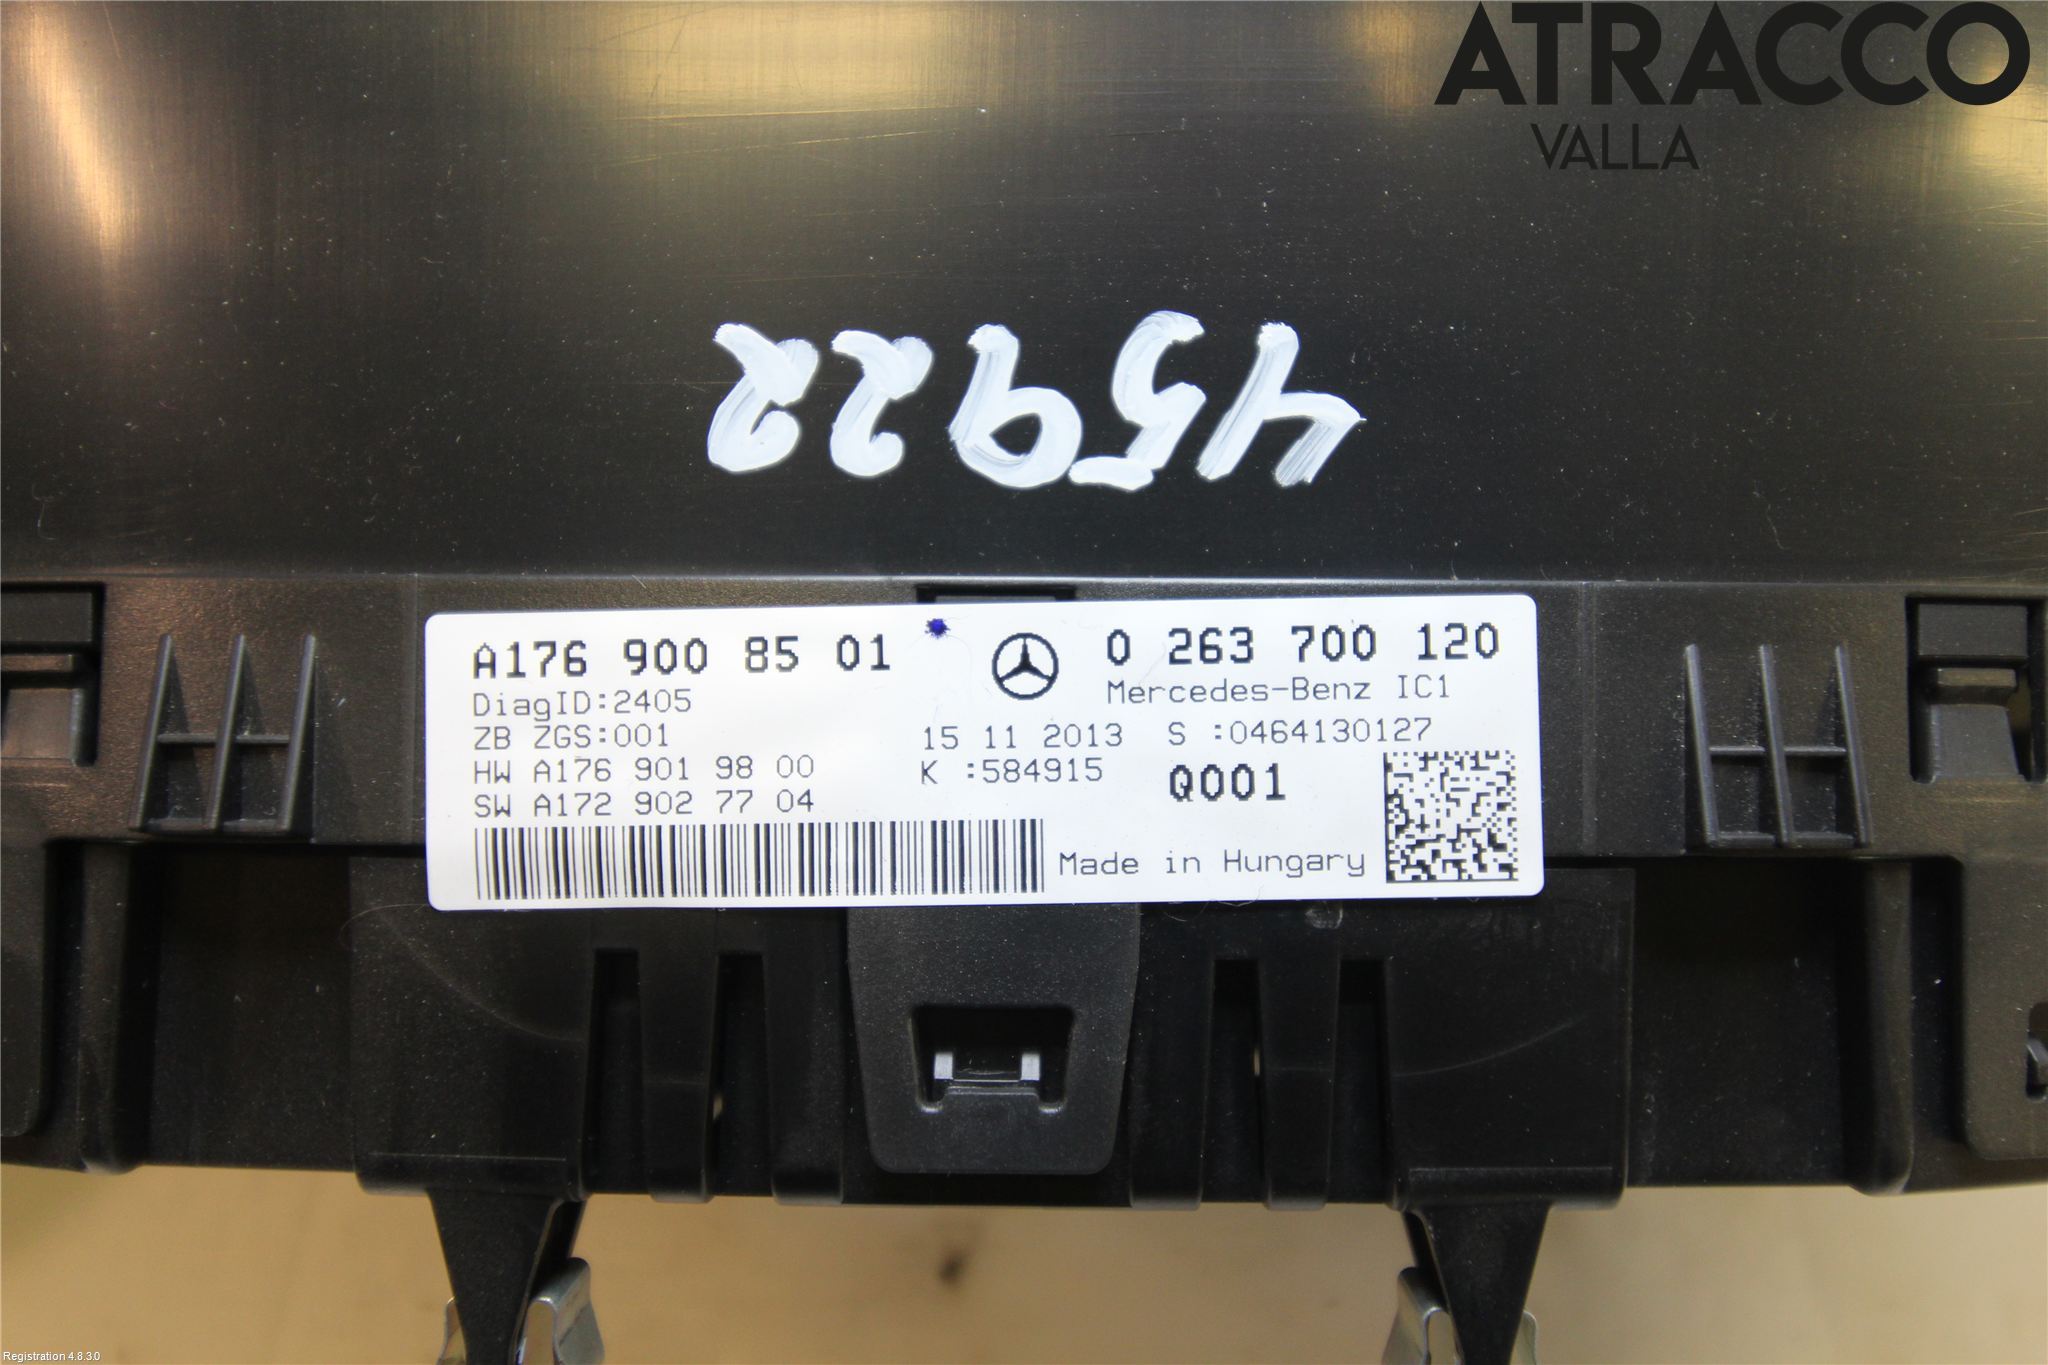 ATRACCO
VALLA
45922
A176 900 85 01
DiagID:2405
ZB ZGS:001
HW A176 901 98 00
SW A172 902 77 04
15 11 2013
K :584915
0 263 700 120
Mercedes-Benz IC1
S :0464130127
Q001
Made in Hungary
Registration 4.8.3.0